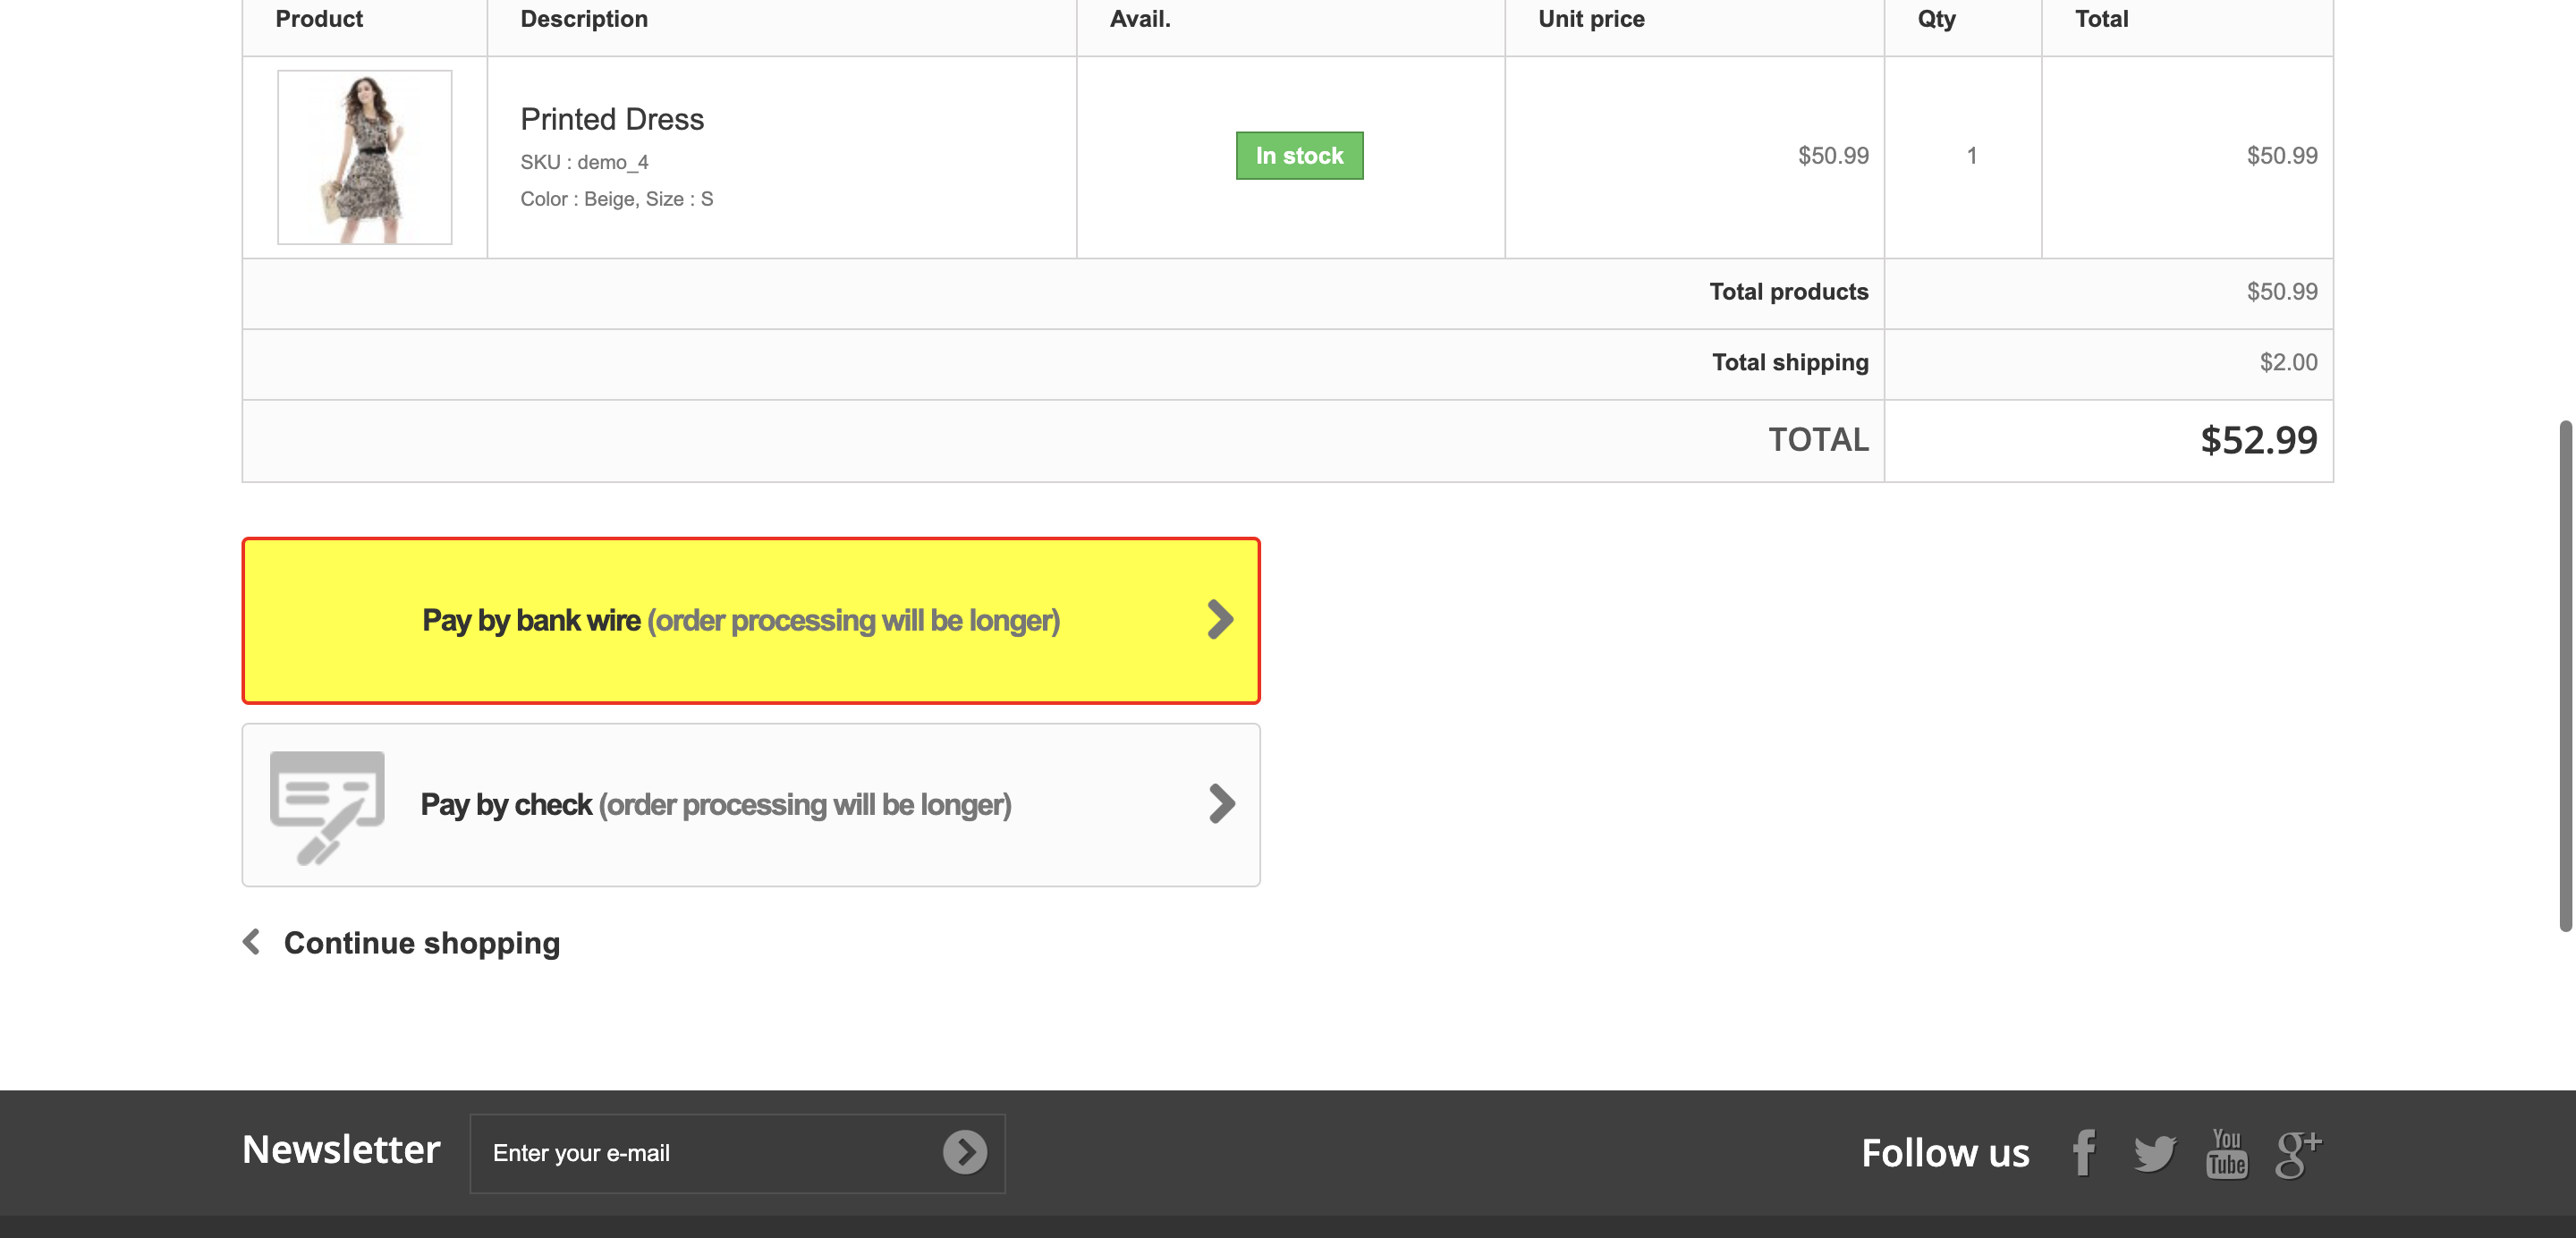 Product Description Avail. Unit price Qty Total
Printed Dress
SKU : demo_4
Color : Beige, Size : S
In stock
$50.99
1
$50.99
Total products $50.99
Total shipping $2.00
TOTAL $52.99
Pay by bank wire (order processing will be longer)
Pay by check (order processing will be longer)
Continue shopping
Newsletter
Enter your e-mail
Follow us
You
Tube
g+